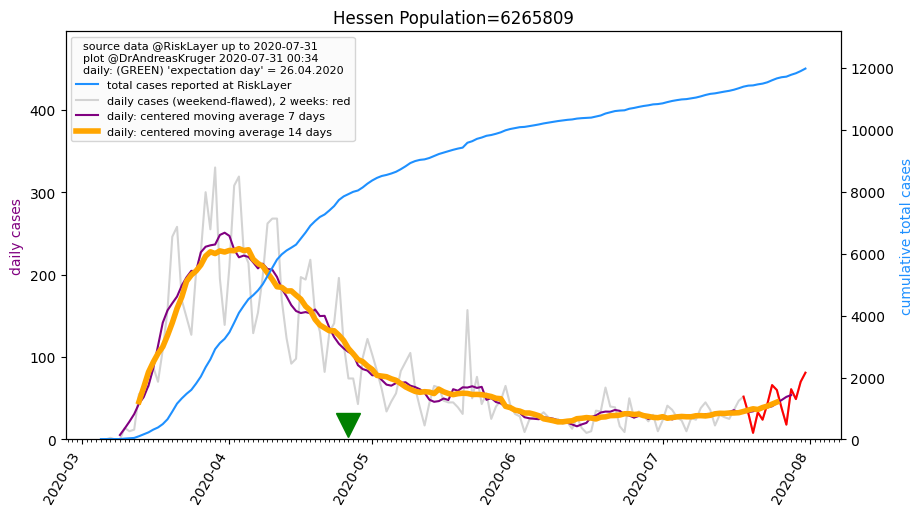 Hessen Population=6265809
source data @RiskLayer up to 2020-07-31
plot @DrAndreasKruger 2020-07-31 00:34
daily: (GREEN) 'expectation day' = 26.04.2020
total cases reported at RiskLayer
daily cases (weekend-flawed), 2 weeks: red
daily: centered moving average 7 days
daily: centered moving average 14 days
daily cases
400
300
200
100
0
cumulative total cases
12000
10000
8000
6000
4000
2000
0
2020-03
2020-04
2020-05
2020-06
2020-07
2020-08